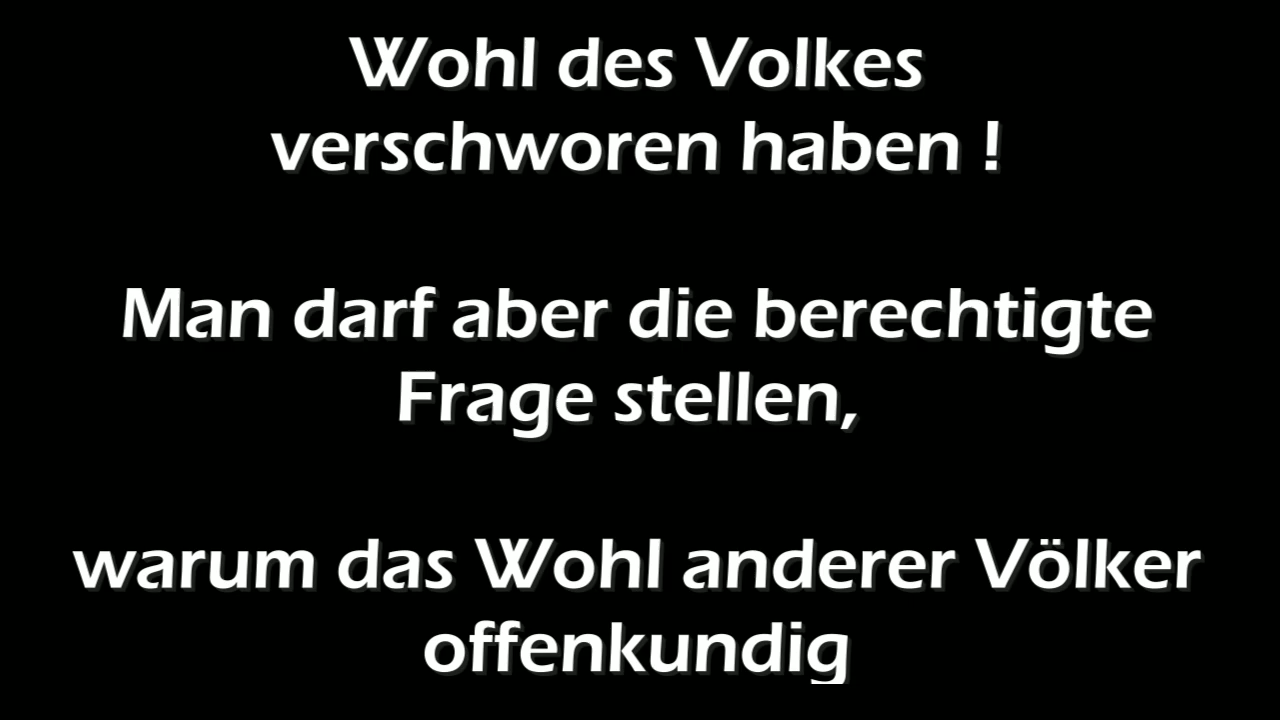 Wohl des Volkes
verschworen haben !
Man darf aber die berechtigte
Frage stellen,
warum das Wohl anderer Völker
offenkundig